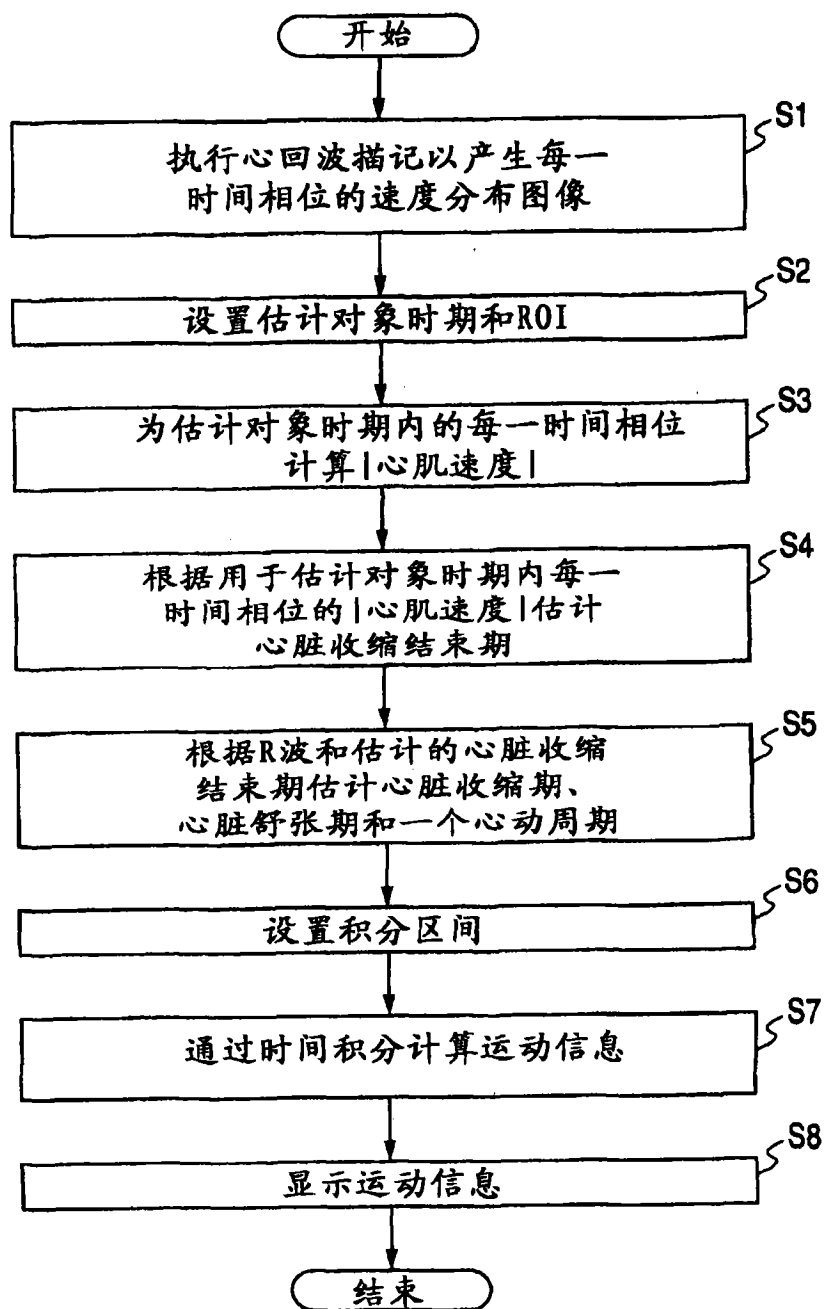 开始
S1
执行心回波描记以产生每一
时间相位的速度分布图像
S2
设置估计对象时期和ROI
S3
为估计对象时期内的每一时间相位
计算|心肌速度|
S4
根据用于估计对象时期内每一
时间相位的|心肌速度|估计
心脏收缩结束期
S5
根据R波和估计的心脏收缩
结束期估计心脏收缩期、
心脏舒张期和一个心动周期
S6
设置积分区间
S7
通过时间积分计算运动信息
S8
显示运动信息
结束